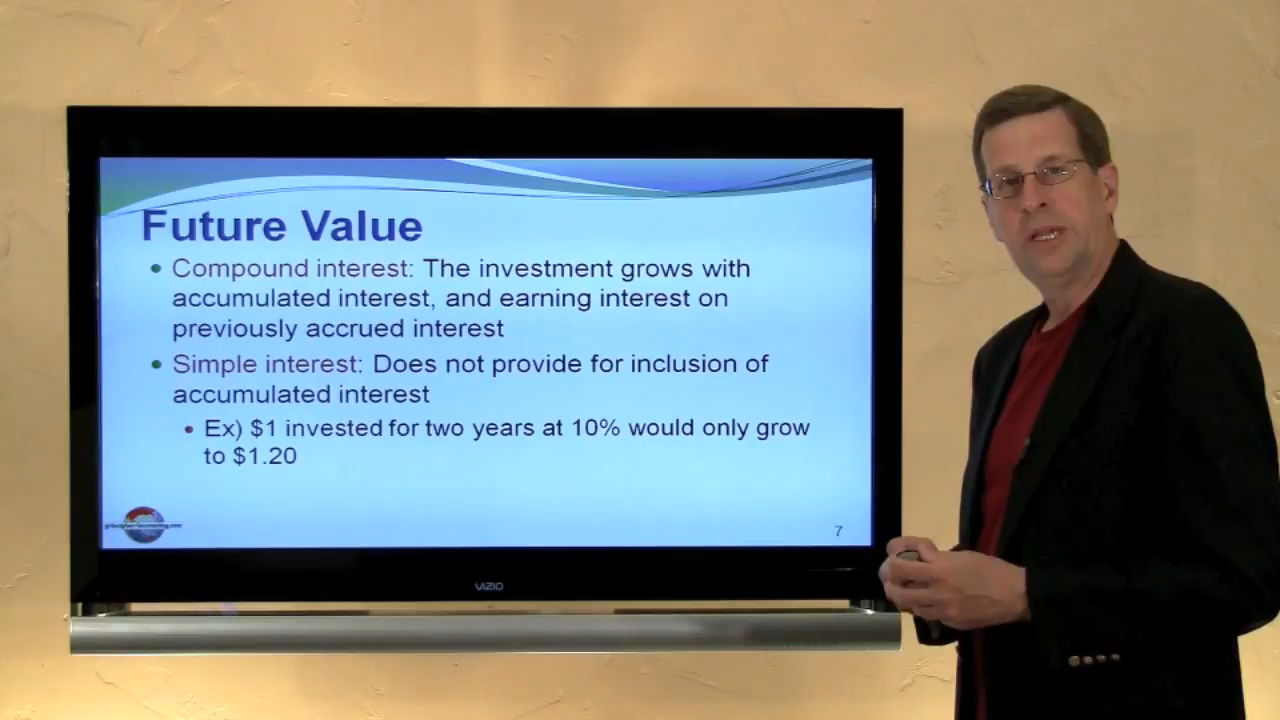 Future Value
• Compound interest: The investment grows with
accumulated interest, and earning interest on
previously accrued interest
• Simple interest: Does not provide for inclusion of
accumulated interest
• Ex) $1 invested for two years at 10% would only grow
to $1.20
principlesofaccounting.com
7
VIZIO